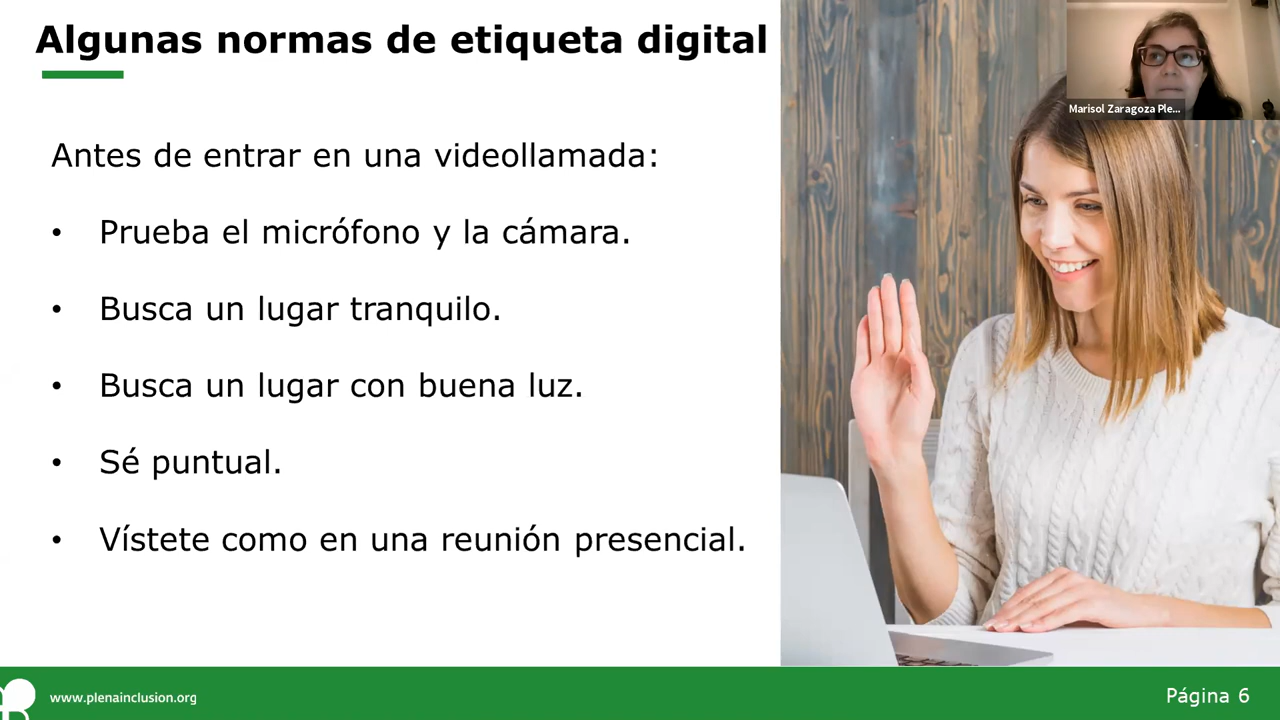 Algunas normas de etiqueta digital
Marisol Zaragoza Ple...
Antes de entrar en una videollamada:
• Prueba el micrófono y la cámara.
• Busca un lugar tranquilo.
• Busca un lugar con buena luz.
• Sé puntual.
• Vístete como en una reunión presencial.
www.plenainclusion.org
Página 6